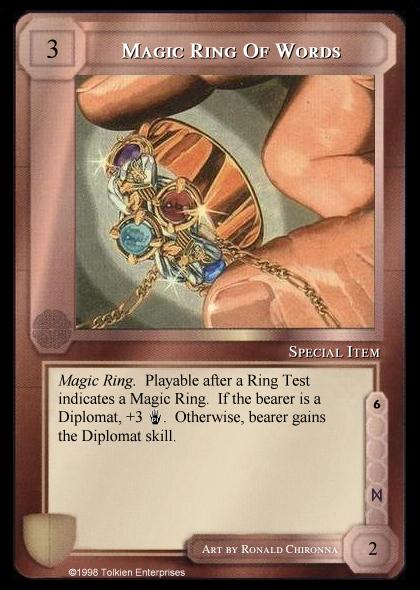 3
MAGIC RING OF WORDS
SPECIAL ITEM
Magic Ring. Playable after a Ring Test
indicates a Magic Ring. If the bearer is a
Diplomat, +3 . Otherwise, bearer gains
the Diplomat skill.
6
ART BY RONALD CHIRONNA
2
©1998 Tolkien Enterprises